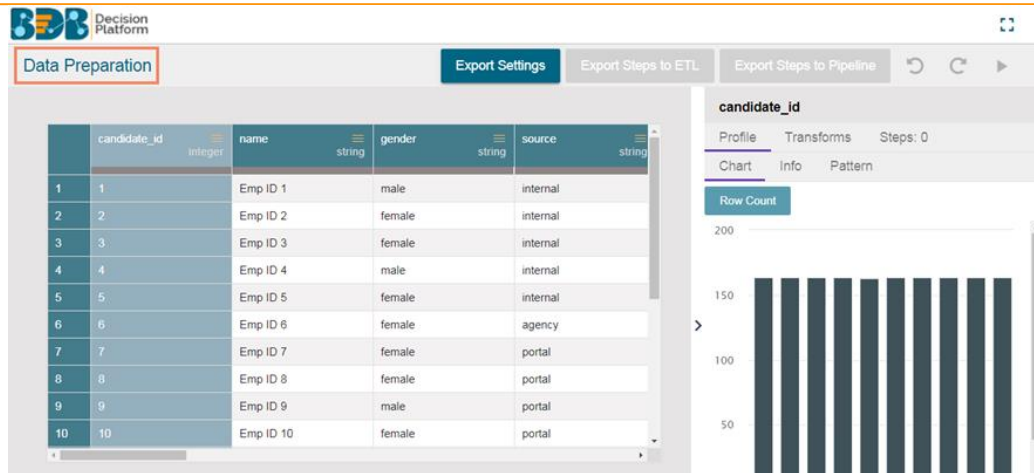 BDB Decision Platform
Data Preparation
Export Settings
Export Steps to ETL
Export Steps to Pipeline
candidate_id integer
name string
gender string
source string
1 1 Emp ID 1 male internal
2 2 Emp ID 2 female internal
3 3 Emp ID 3 female internal
4 4 Emp ID 4 male internal
5 5 Emp ID 5 female internal
6 6 Emp ID 6 female agency
7 7 Emp ID 7 female portal
8 8 Emp ID 8 female portal
9 9 Emp ID 9 male portal
10 10 Emp ID 10 female portal
candidate_id
Profile Transforms Steps: 0
Chart Info Pattern
Row Count
200
150
100
50